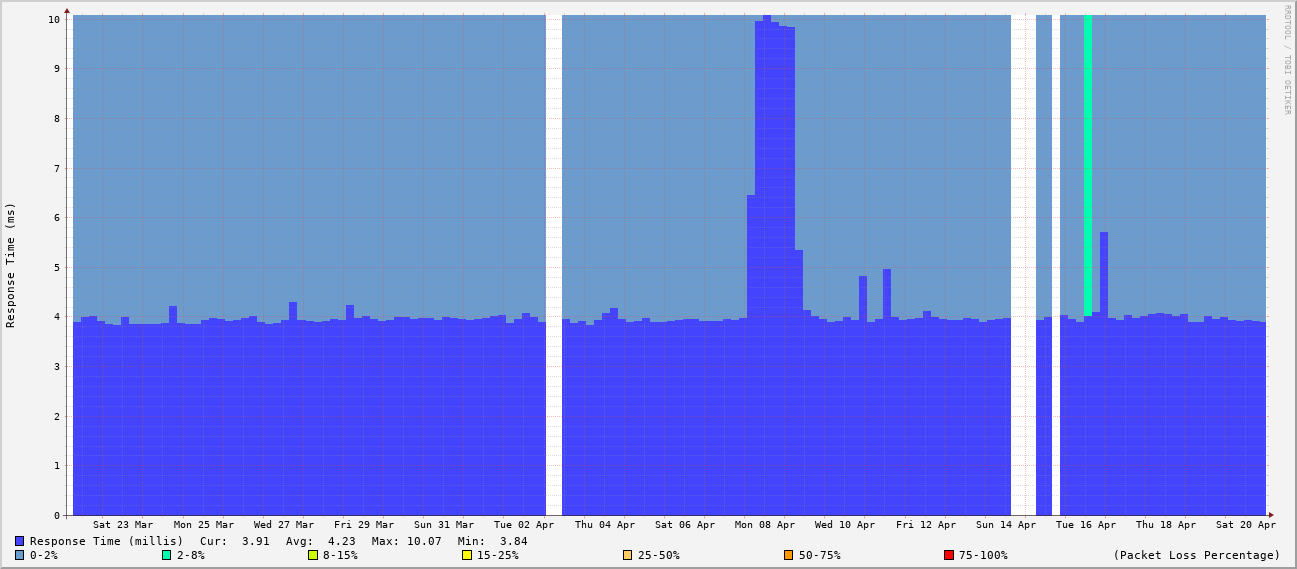 RRDTOOL / TOBI OETIKER
Response Time (ms)
10
9
8
7
6
5
4
3
2
1
0
Sat 23 Mar Mon 25 Mar Wed 27 Mar Fri 29 Mar Sun 31 Mar Tue 02 Apr Thu 04 Apr Sat 06 Apr Mon 08 Apr Wed 10 Apr Fri 12 Apr Sun 14 Apr Tue 16 Apr Thu 18 Apr Sat 20 Apr
Response Time (millis) Cur: 3.91 Avg: 4.23 Max: 10.07 Min: 3.84
0-2% 2-8% 8-15% 15-25% 25-50% 50-75% 75-100% (Packet Loss Percentage)